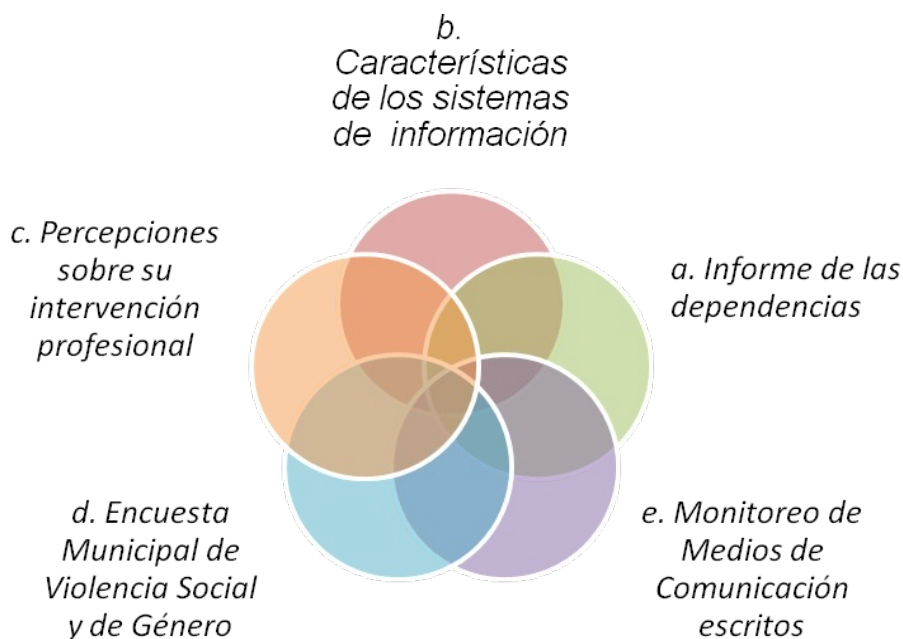 b.
Características
de los sistemas
de información
c. Percepciones
sobre su
intervención
profesional
a. Informe de las
dependencias
d. Encuesta
Municipal de
Violencia Social
y de Género
e. Monitoreo de
Medios de
Comunicación
escritos